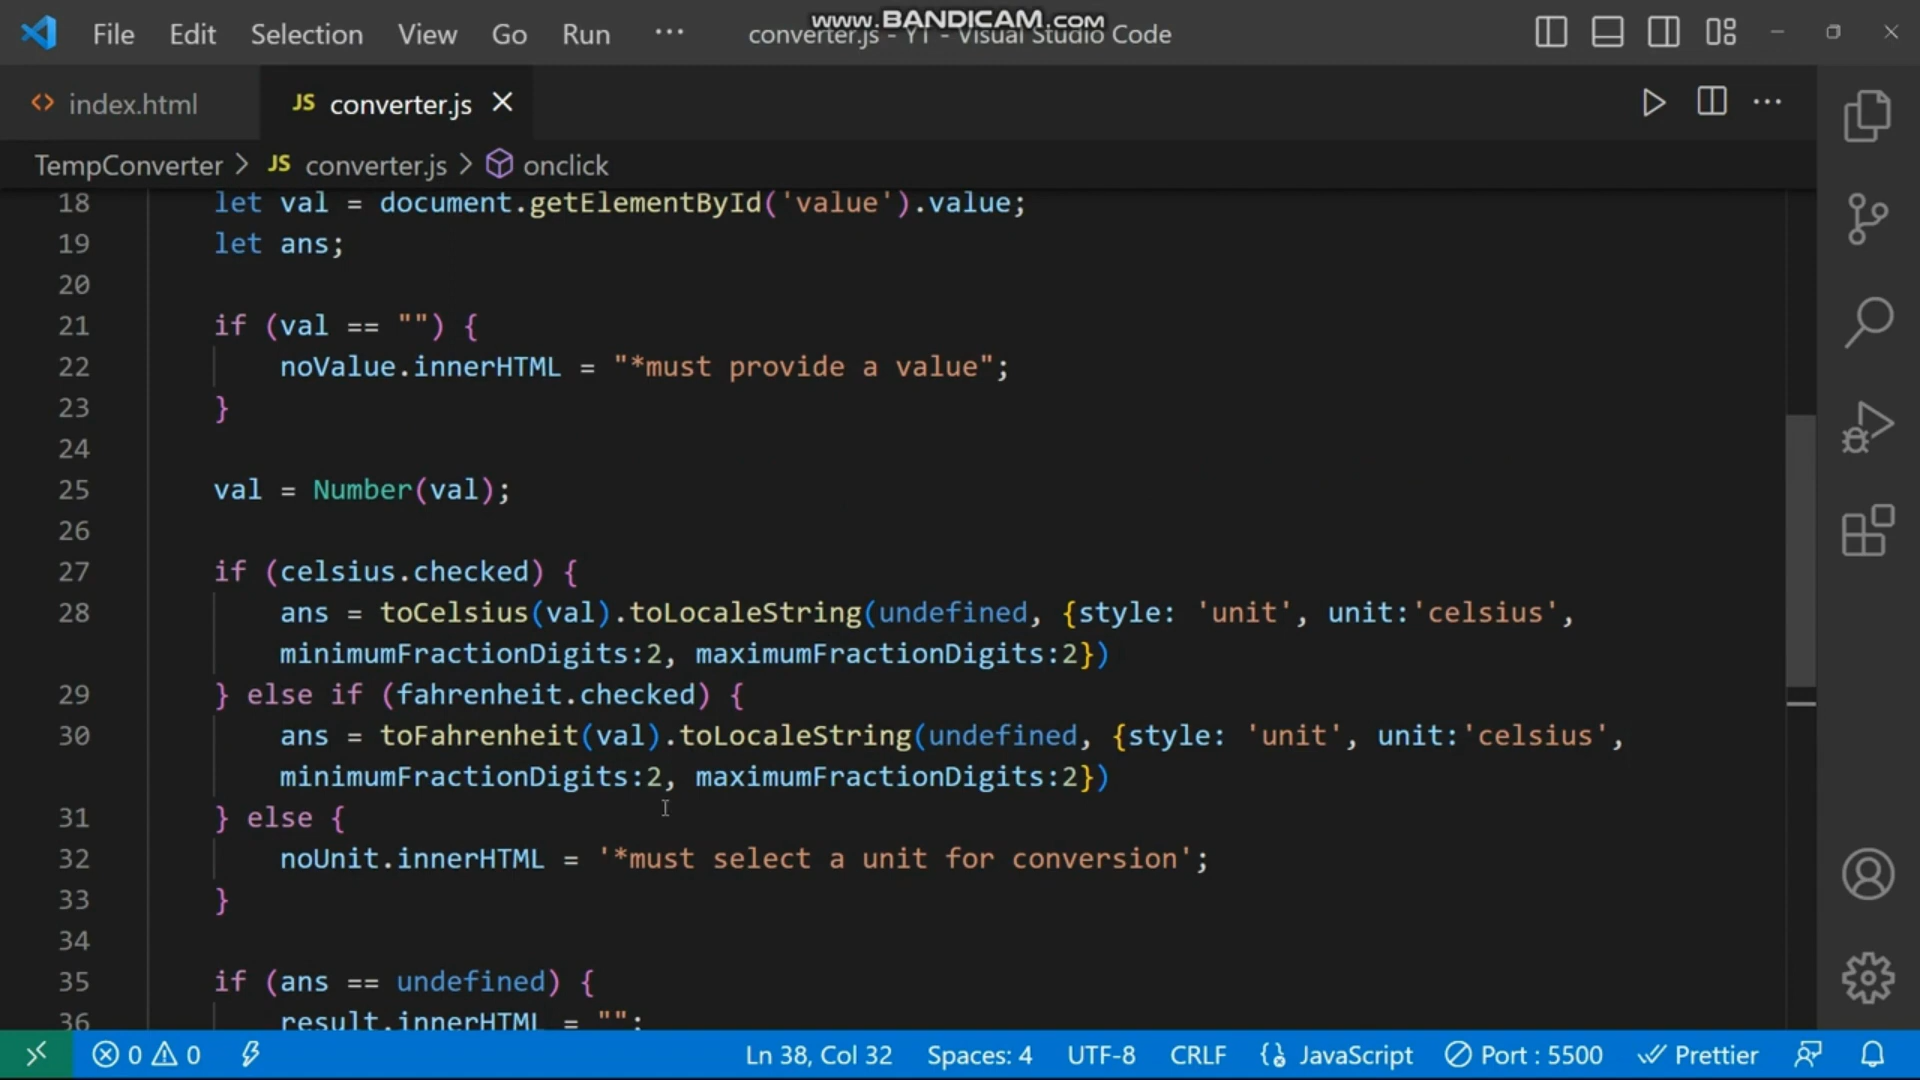 www.BANDICAM.com
File Edit Selection View Go Run ··· converter.js - YT - Visual Studio Code
index.html JS converter.js
TempConverter > JS converter.js > onclick
18 let val = document.getElementById('value').value;
19 let ans;
20
21 if (val == "") {
22 noValue.innerHTML = "*must provide a value";
23 }
24
25 val = Number(val);
26
27 if (celsius.checked) {
28 ans = toCelsius(val).toLocaleString(undefined, {style: 'unit', unit:'celsius',
minimumFractionDigits:2, maximumFractionDigits:2})
29 } else if (fahrenheit.checked) {
30 ans = toFahrenheit(val).toLocaleString(undefined, {style: 'unit', unit:'celsius',
minimumFractionDigits:2, maximumFractionDigits:2})
31 } else {
32 noUnit.innerHTML = '*must select a unit for conversion';
33 }
34
35 if (ans == undefined) {
36 result.innerHTML = "";
0 0 Ln 38, Col 32 Spaces: 4 UTF-8 CRLF JavaScript Port : 5500 Prettier